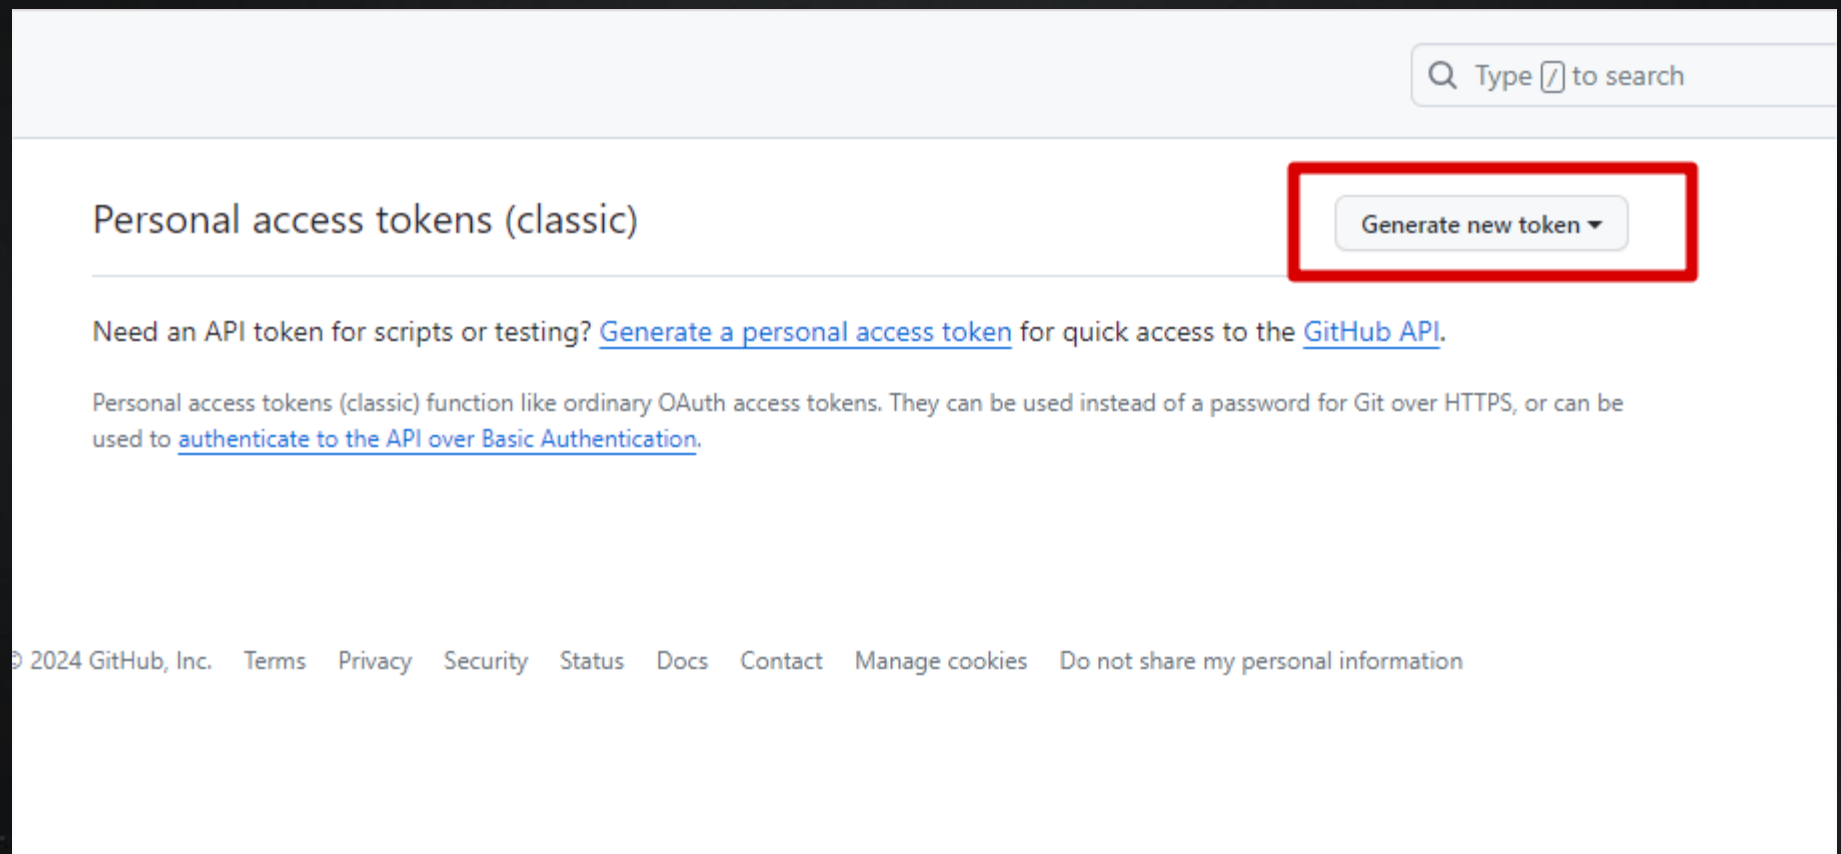 Type / to search
Personal access tokens (classic)
Generate new token
Need an API token for scripts or testing? Generate a personal access token for quick access to the GitHub API.
Personal access tokens (classic) function like ordinary OAuth access tokens. They can be used instead of a password for Git over HTTPS, or can be
used to authenticate to the API over Basic Authentication.
© 2024 GitHub, Inc. Terms Privacy Security Status Docs Contact Manage cookies Do not share my personal information